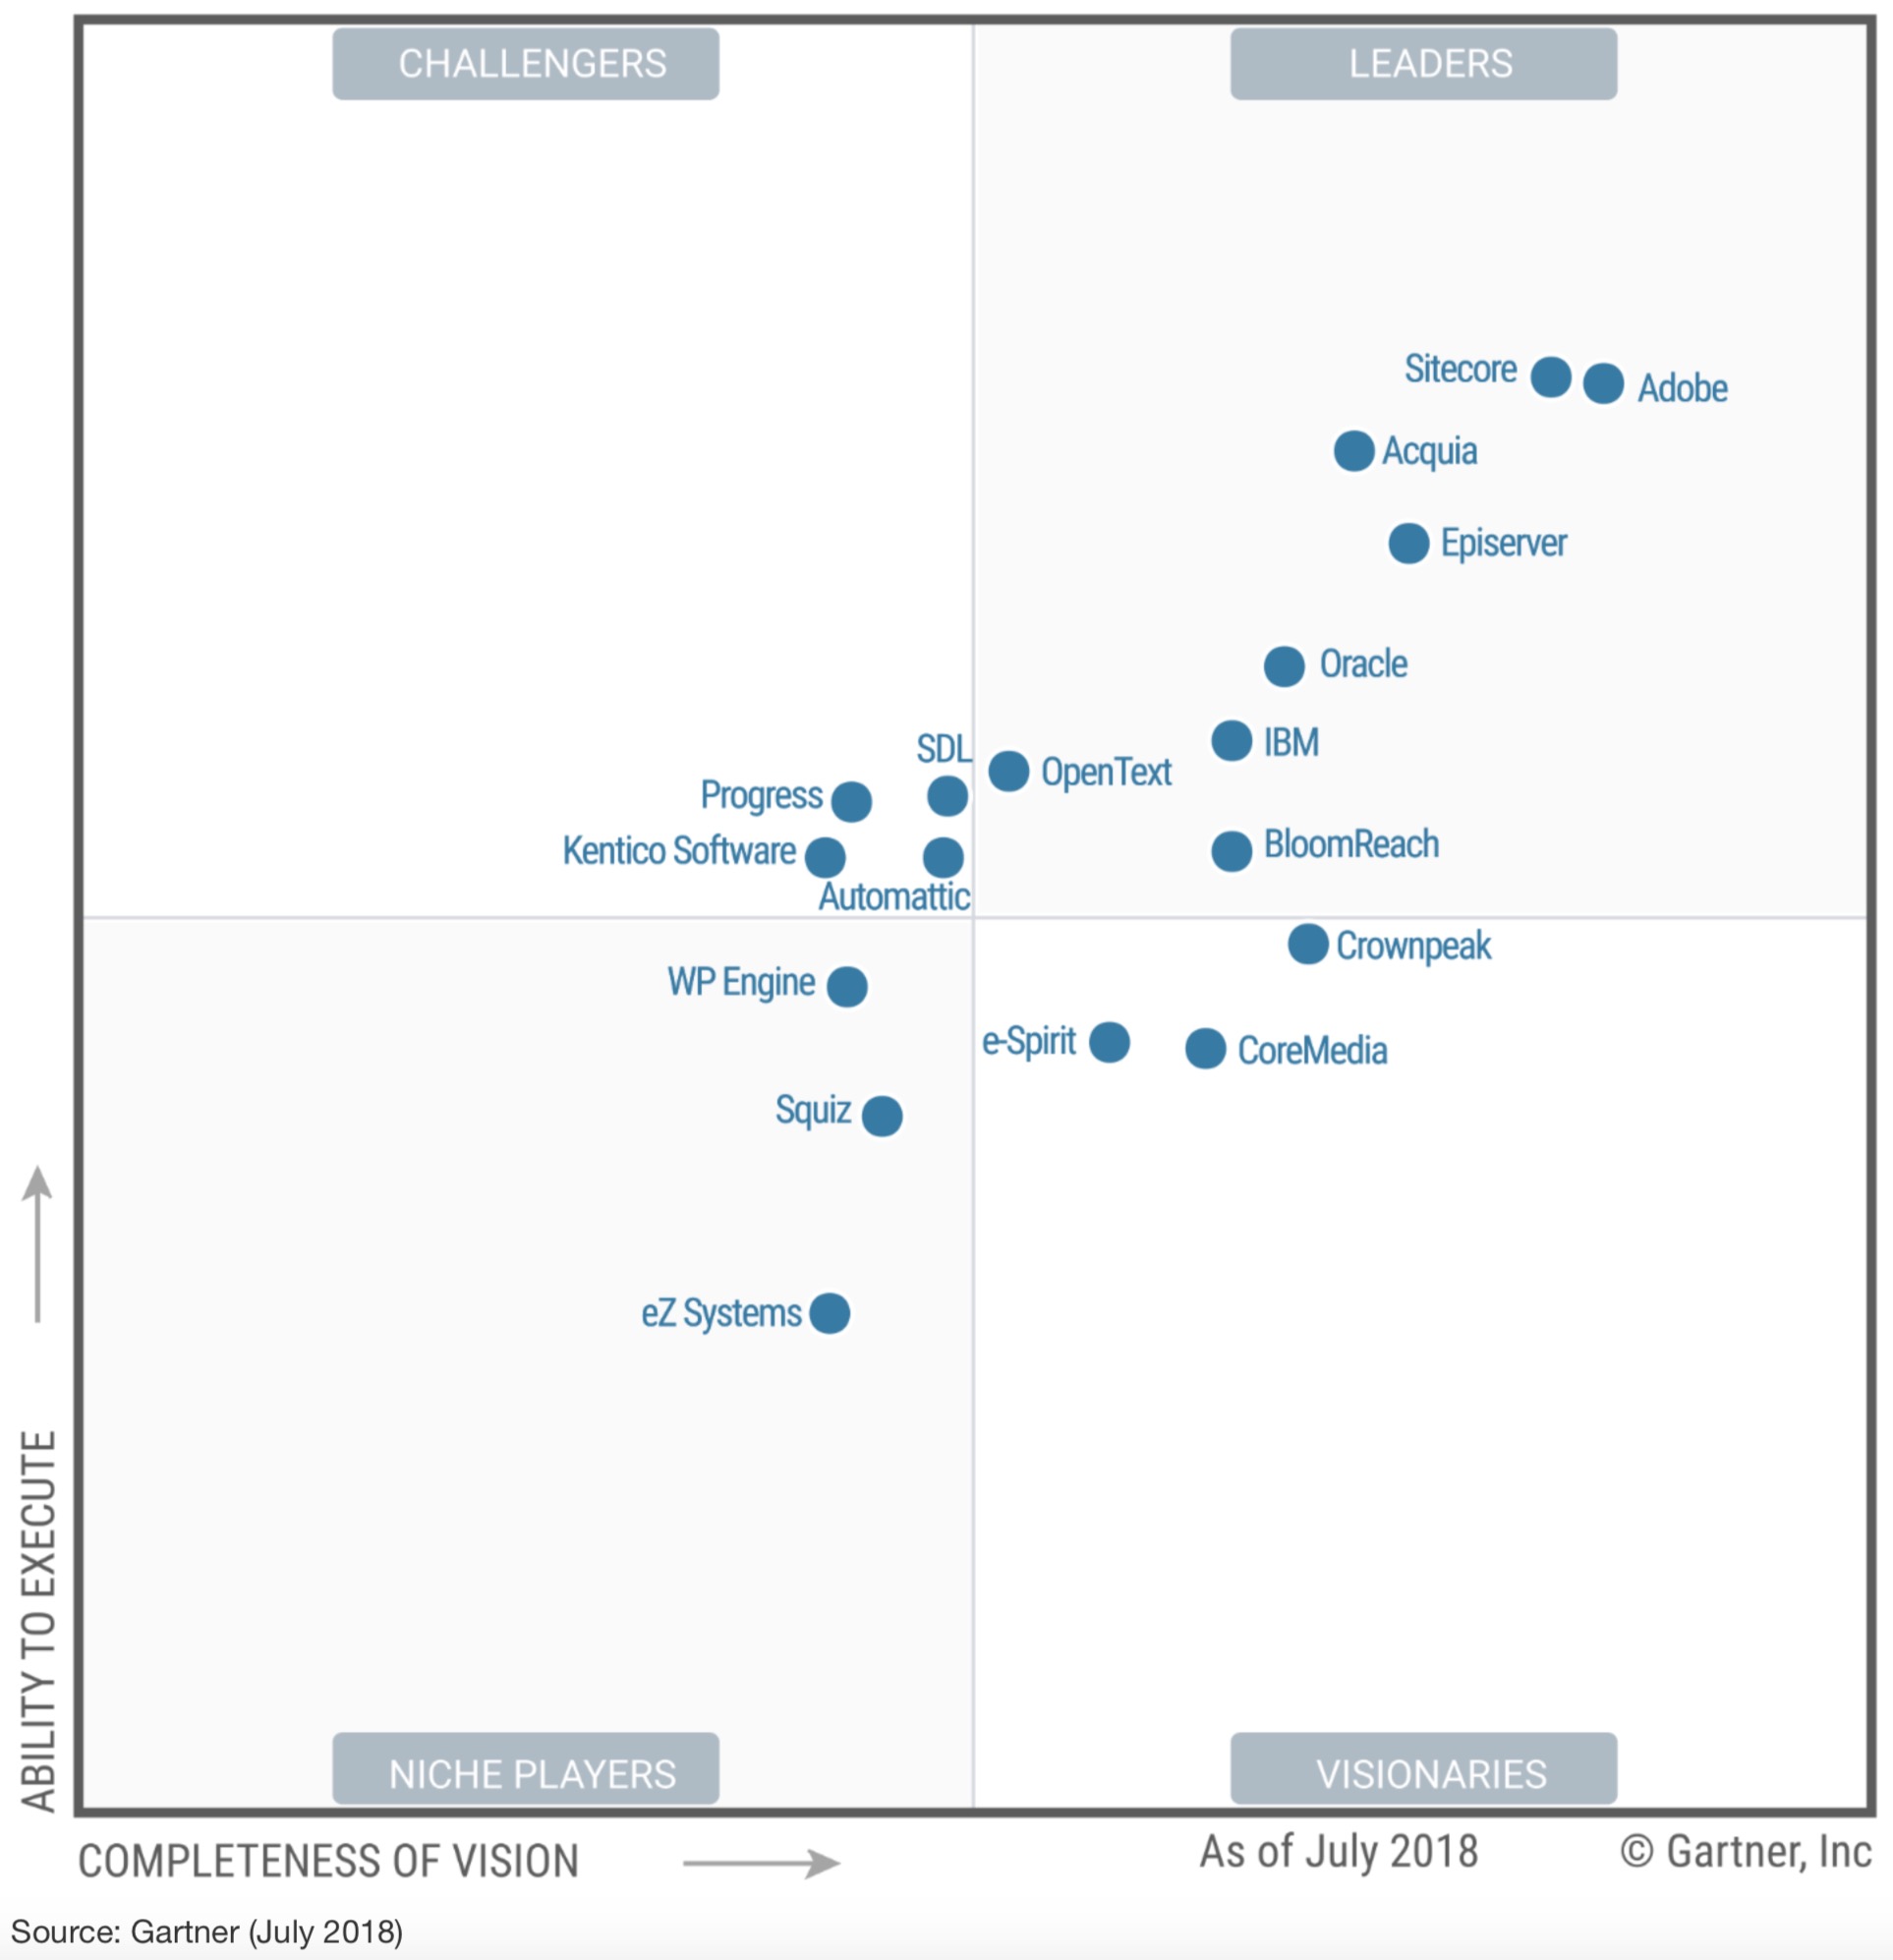 CHALLENGERS
LEADERS
Sitecore
Adobe
Acquia
Episerver
Oracle
IBM
SDL
OpenText
Progress
Kentico Software
BloomReach
Automattic
Crownpeak
WP Engine
e-Spirit
CoreMedia
Squiz
eZ Systems
ABILITY TO EXECUTE
NICHE PLAYERS
VISIONARIES
COMPLETENESS OF VISION
As of July 2018
© Gartner, Inc
Source: Gartner (July 2018)